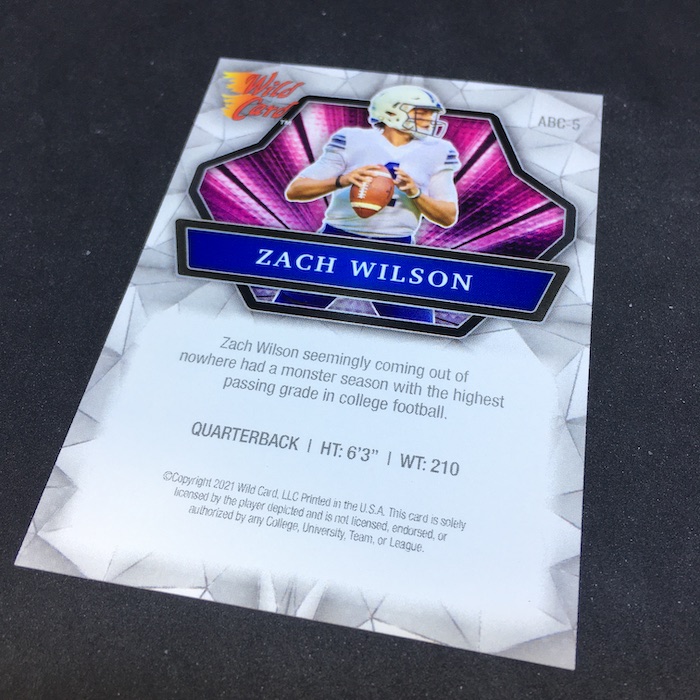 Wild
Card
TM
ABC-5
ZACH WILSON
Zach Wilson seemingly coming out of
nowhere had a monster season with the highest
passing grade in college football.
QUARTERBACK | HT: 6'3" | WT: 210
©Copyright 2021 Wild Card, LLC Printed in the U.S.A. This card is solely
licensed by the player depicted and is not licensed, endorsed, or
authorized by any College, University, Team, or League.